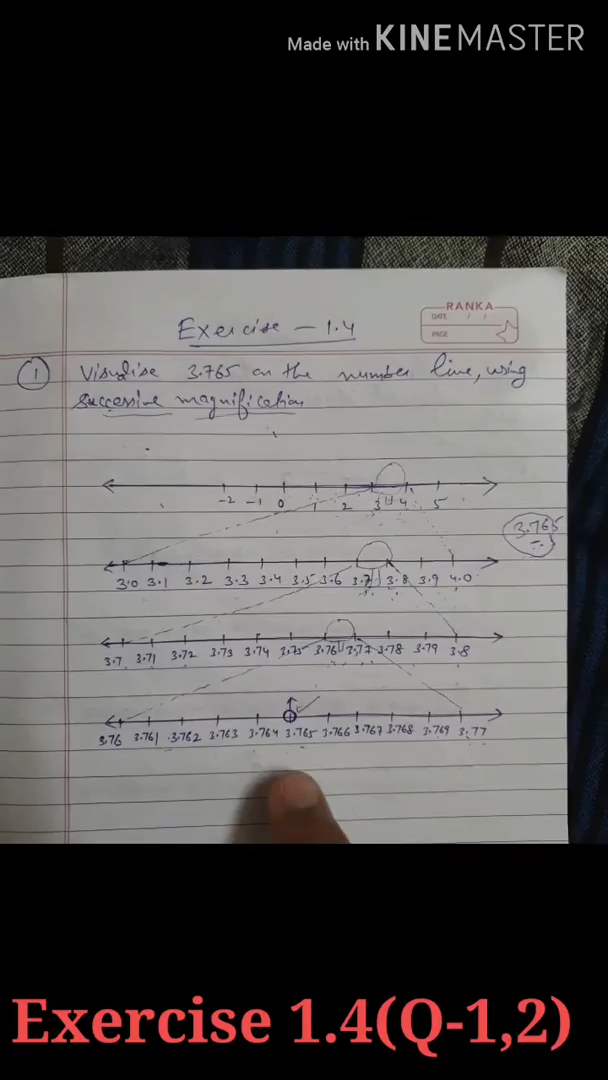 Made with KINEMASTER
RANKA
DATE / /
PAGE
Exercise - 1.4
1 Visualise 3.765 on the number line, using
successive magnification
-2 -1 0 1 2 3 4 5
3.765
3.0 3.1 3.2 3.3 3.4 3.5 3.6 3.7 3.8 3.9 4.0
3.7 3.71 3.72 3.73 3.74 3.75 3.76 3.77 3.78 3.79 3.8
3.76 3.761 3.762 3.763 3.764 3.765 3.766 3.767 3.768 3.769 3.77
Exercise 1.4(Q-1,2)